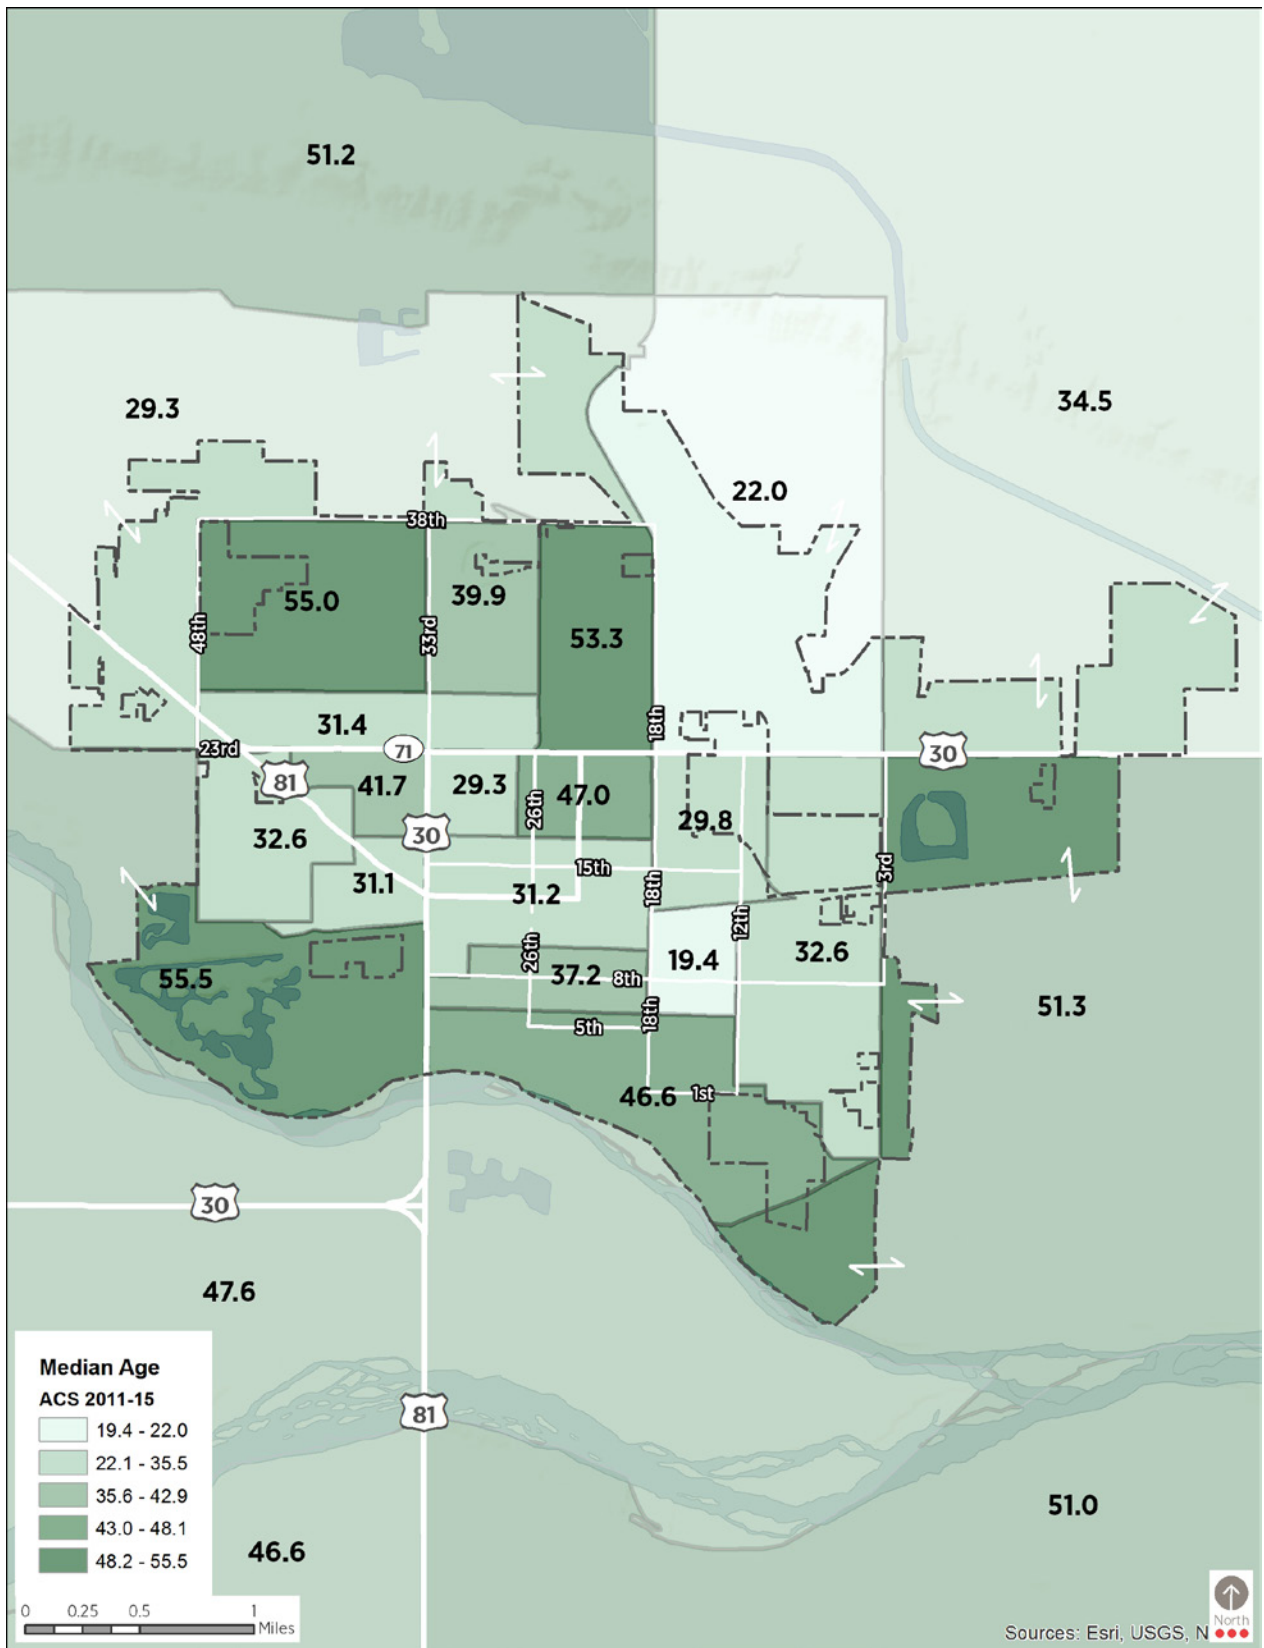 51.2
29.3
34.5
22.0
38th
55.0
39.9
53.3
48th
33rd
31.4
18th
23rd
71
30
81
41.7
29.3
47.0
26th
30
32.6
29.8
15th
3rd
31.1
31.2
18th
12th
26th
55.5
37.2
8th
19.4
32.6
18th
51.3
5th
46.6
1st
30
47.6
81
Median Age
ACS 2011-15
19.4 - 22.0
22.1 - 35.5
35.6 - 42.9
43.0 - 48.1
48.2 - 55.5
51.0
46.6
0 0.25 0.5 1
Miles
North
Sources: Esri, USGS, N